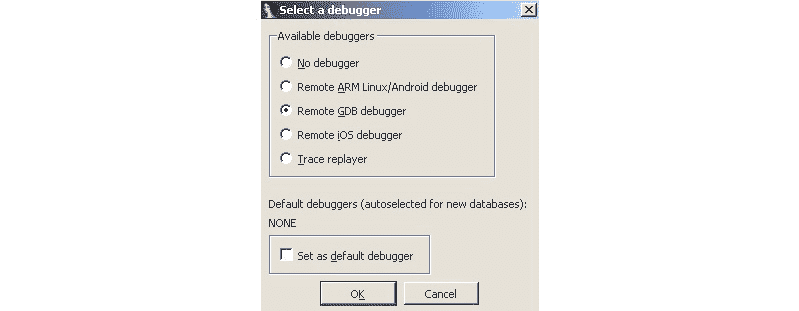 Select a debugger
Available debuggers
No debugger
Remote ARM Linux/Android debugger
Remote GDB debugger
Remote iOS debugger
Trace replayer
Default debuggers (autoselected for new databases):
NONE
Set as default debugger
OK
Cancel